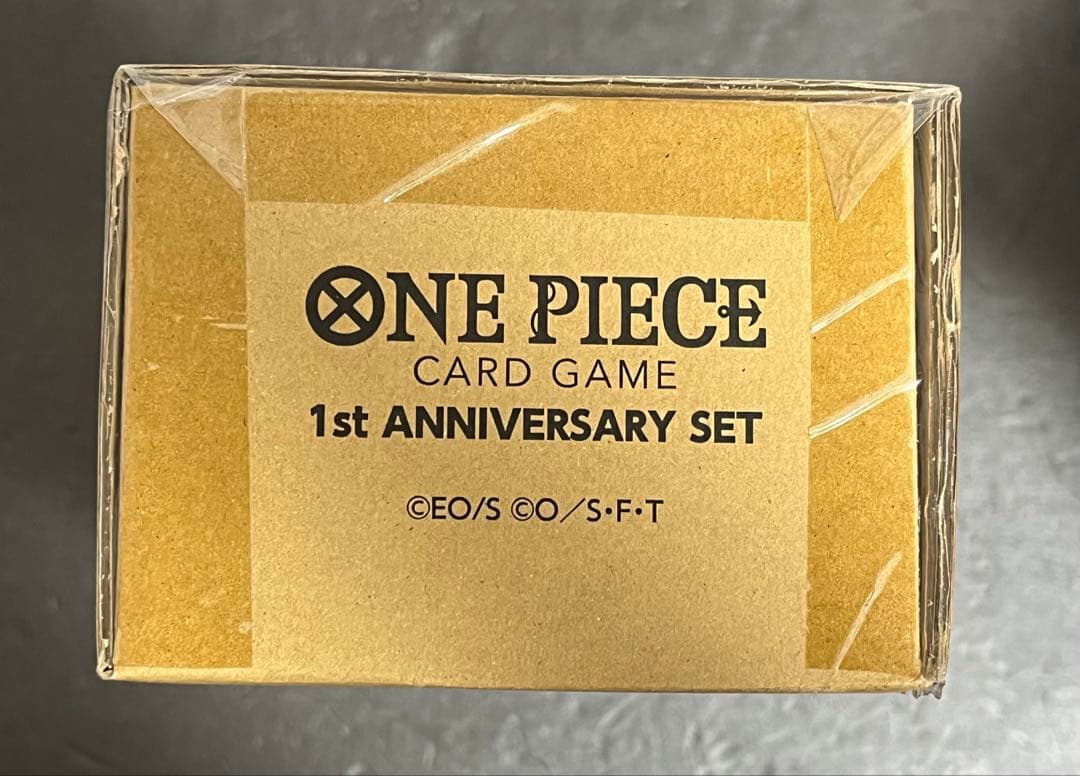 ONE PIECE
CARD GAME
1st ANNIVERSARY SET
©EO/S ©O／S・F・T